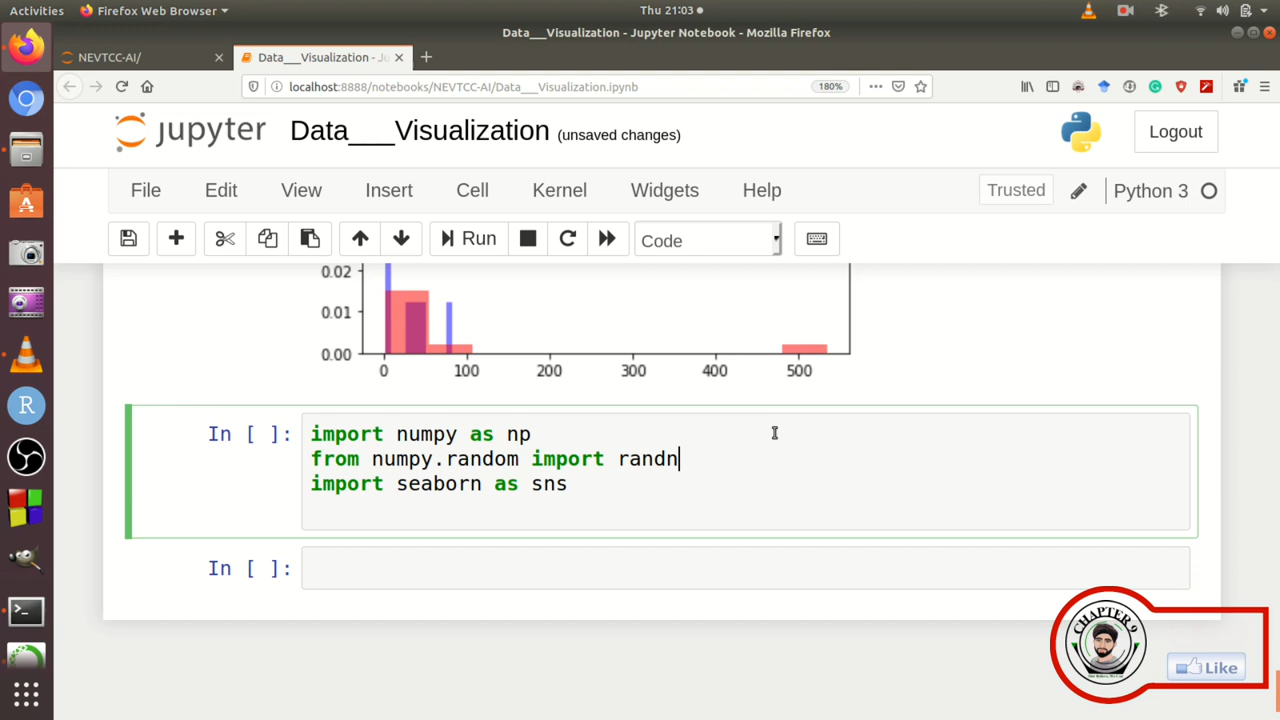 Activities Firefox Web Browser Thu 21:03
Data___Visualization - Jupyter Notebook - Mozilla Firefox
NEVTCC-AI/ Data___Visualization - Ju
localhost:8888/notebooks/NEVTCC-AI/Data___Visualization.ipynb 180%
jupyter Data___Visualization (unsaved changes) Logout
File Edit View Insert Cell Kernel Widgets Help Trusted Python 3
Run Code
0.02
0.01
0.00
0 100 200 300 400 500
In [ ]: import numpy as np
from numpy.random import randn
import seaborn as sns
In [ ]:
CHAPTER 9
Like